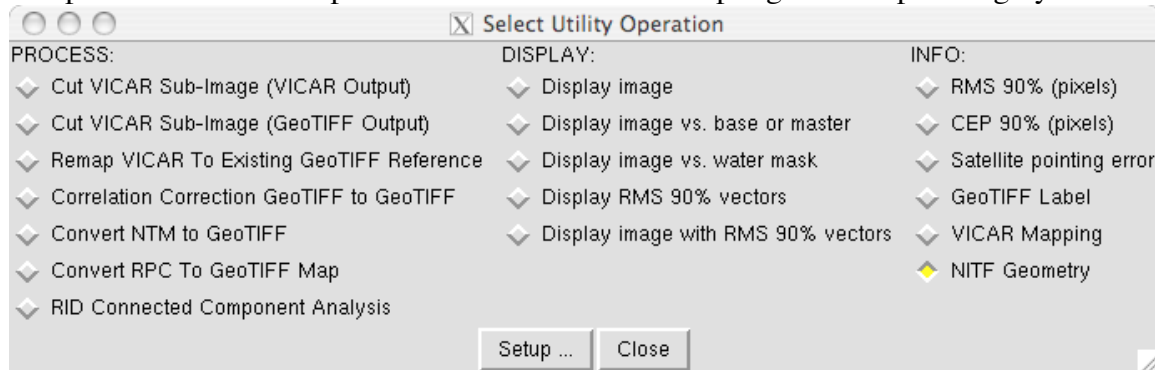 Select Utility Operation
PROCESS:
Cut VICAR Sub-Image (VICAR Output)
Cut VICAR Sub-Image (GeoTIFF Output)
Remap VICAR To Existing GeoTIFF Reference
Correlation Correction GeoTIFF to GeoTIFF
Convert NTM to GeoTIFF
Convert RPC To GeoTIFF Map
RID Connected Component Analysis
DISPLAY:
Display image
Display image vs. base or master
Display image vs. water mask
Display RMS 90% vectors
Display image with RMS 90% vectors
INFO:
RMS 90% (pixels)
CEP 90% (pixels)
Satellite pointing error
GeoTIFF Label
VICAR Mapping
NITF Geometry
Setup ... Close